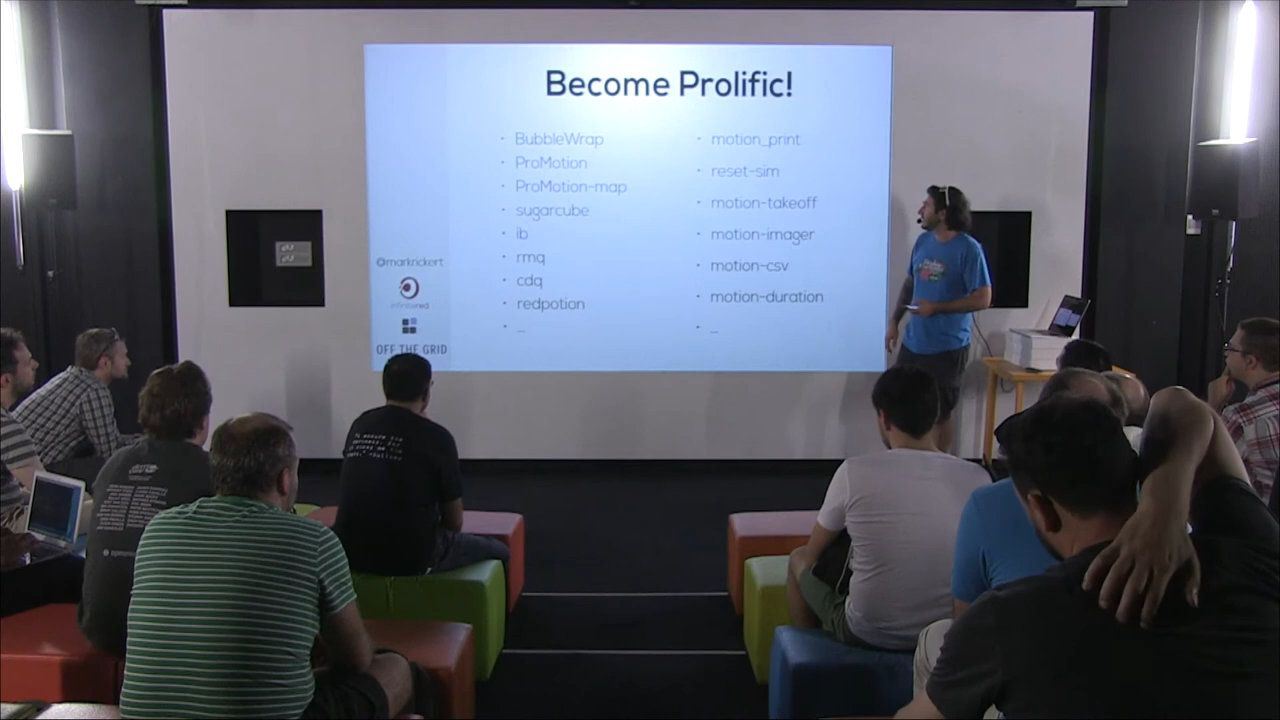 Become Prolific!
· BubbleWrap
· ProMotion
· ProMotion-map
· sugarcube
· ib
· rmq
· cdq
· redpotion
· _
· motion_print
· reset-sim
· motion-takeoff
· motion-imager
· motion-csv
· motion-duration
· _
@markrickert
infinitered
OFF THE GRID